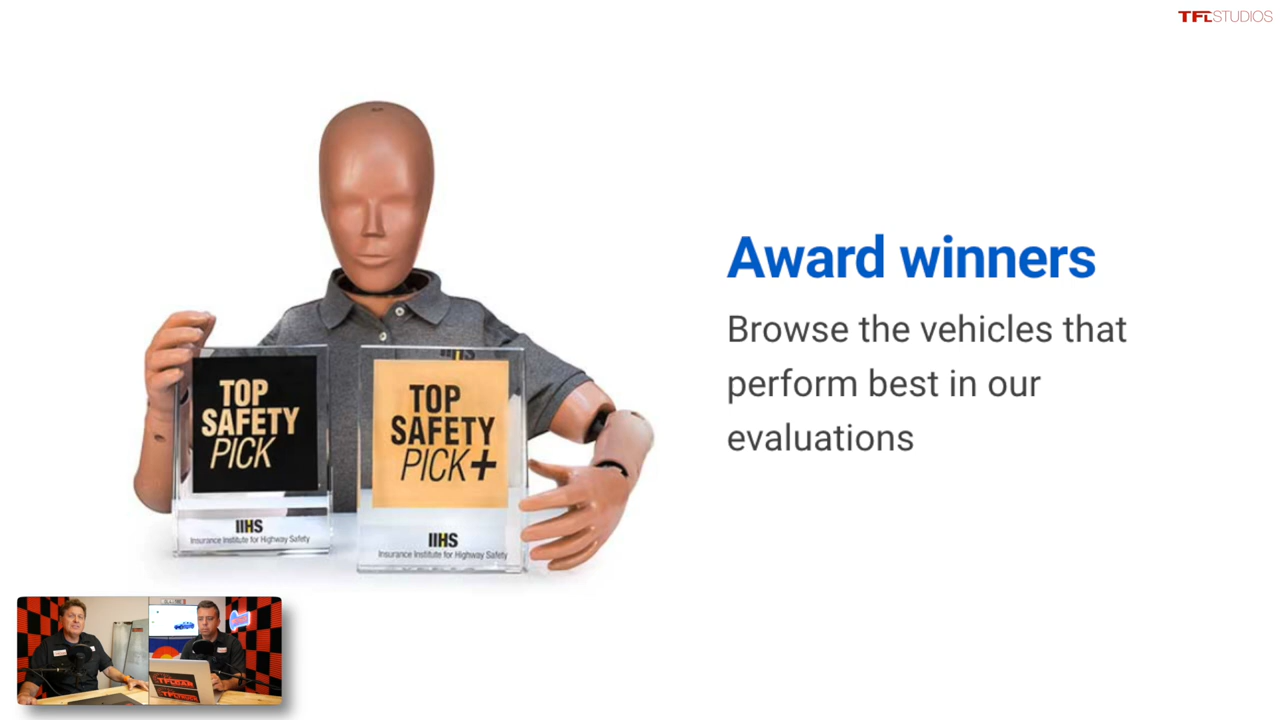 TFLSTUDIOS
Award winners
Browse the vehicles that
perform best in our
evaluations
TOP
SAFETY
PICK
IIHS
Insurance Institute for Highway Safety
TOP
SAFETY
PICK+
IIHS
Insurance Institute for Highway Safety